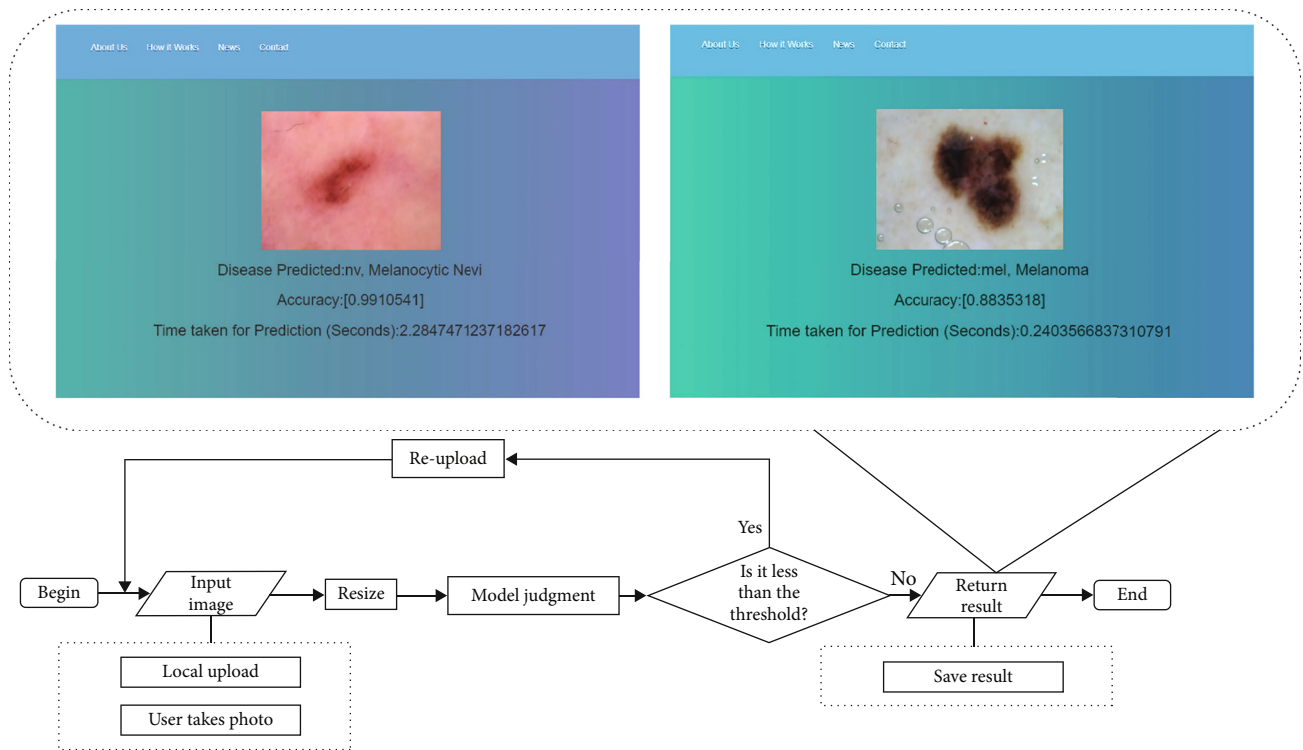 About Us How it Works News Contact
Disease Predicted:nv, Melanocytic Nevi
Accuracy:[0.9910541]
Time taken for Prediction (Seconds):2.2847471237182617
About Us How it Works News Contact
Disease Predicted:mel, Melanoma
Accuracy:[0.8835318]
Time taken for Prediction (Seconds):0.2403566837310791
Re-upload
Yes
Begin
Input
image
Resize
Model judgment
Is it less
than the
threshold?
No
Return
result
End
Local upload
User takes photo
Save result